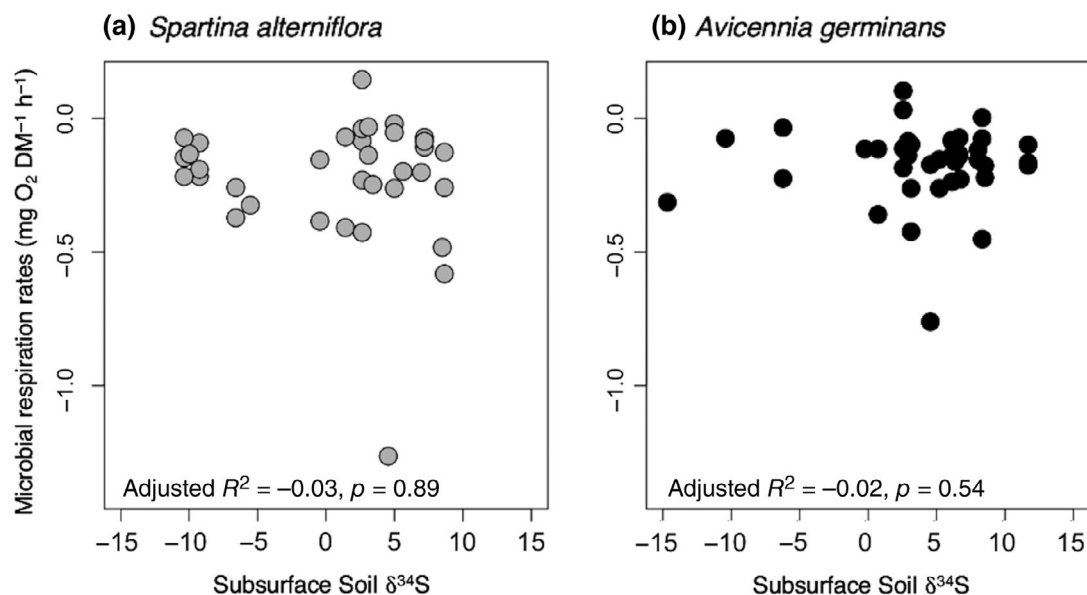 (a) Spartina alterniflora
(b) Avicennia germinans
Microbial respiration rates (mg O₂ DM⁻¹ h⁻¹)
0.0
−0.5
−1.0
Adjusted R² = −0.03, p = 0.89
−15 −10 −5 0 5 10 15
Subsurface Soil δ³⁴S
0.0
−0.5
−1.0
Adjusted R² = −0.02, p = 0.54
−15 −10 −5 0 5 10 15
Subsurface Soil δ³⁴S